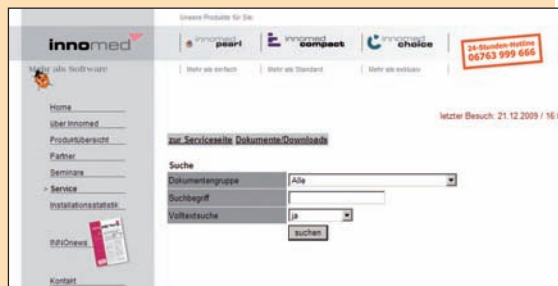 Unsere Produkte für Sie:
innomed
innomed pearl
innomed compact
innomed choice
24-Stunden-Hotline
06763 999 666
Mehr als Software
Mehr als einfach
Mehr als Standard
Mehr als exklusiv
letzter Besuch: 21.12.2009 / 16:
Home
über Innomed
Produktübersicht
Partner
Seminare
> Service
Installationsstatistik
INNOnews
Kontakt
zur Serviceseite Dokumente/Downloads
Suche
Dokumentengruppe Alle
Suchbegriff
Volltextsuche ja
suchen